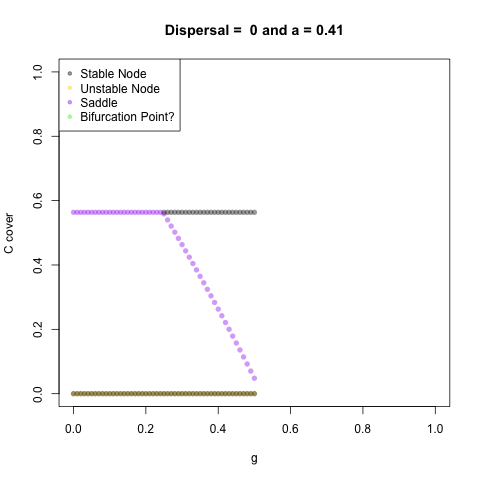 Dispersal =  0 and a = 0.41
Stable Node
Unstable Node
Saddle
Bifurcation Point?
C cover
1.0
0.8
0.6
0.4
0.2
0.0
0.0 0.2 0.4 0.6 0.8 1.0
g